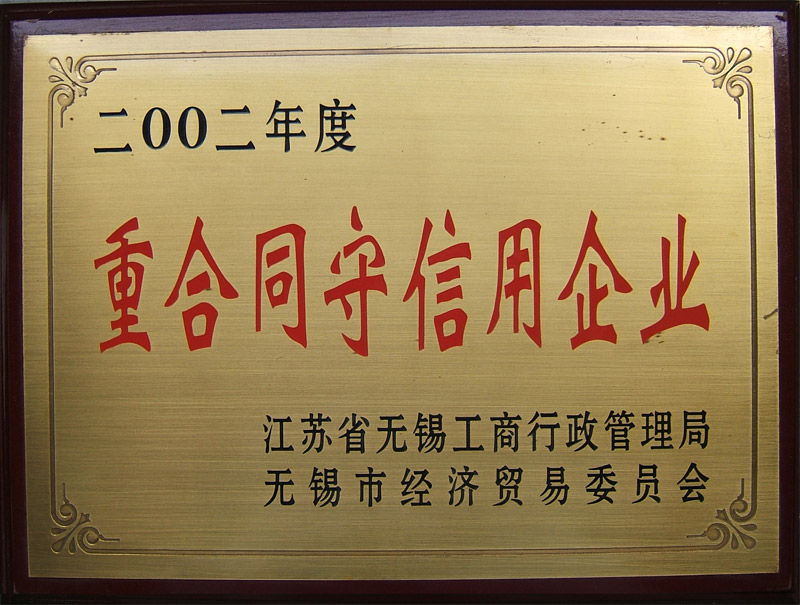 二OO二年度
重合同守信用企业
江苏省无锡工商行政管理局
无锡市经济贸易委员会